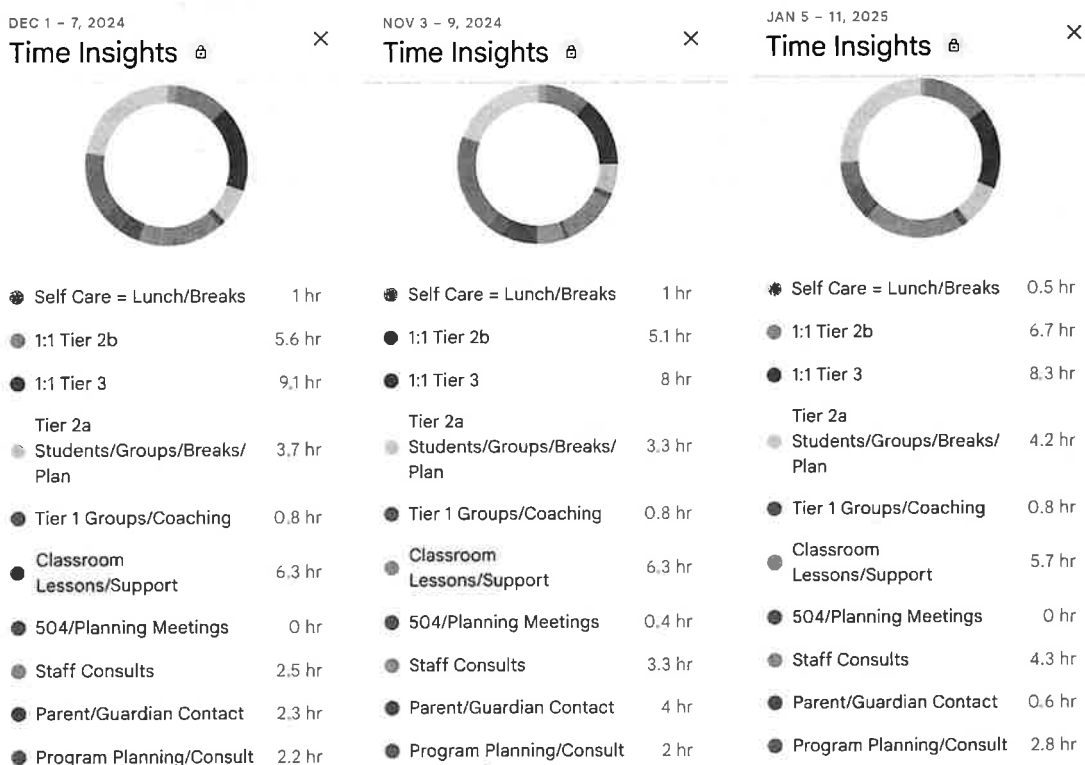 DEC 1 – 7, 2024
Time Insights
Self Care = Lunch/Breaks 1 hr
1:1 Tier 2b 5.6 hr
1:1 Tier 3 9.1 hr
Tier 2a
Students/Groups/Breaks/ 3.7 hr
Plan
Tier 1 Groups/Coaching 0.8 hr
Classroom
Lessons/Support 6.3 hr
504/Planning Meetings 0 hr
Staff Consults 2.5 hr
Parent/Guardian Contact 2.3 hr
Program Planning/Consult 2.2 hr
NOV 3 – 9, 2024
Time Insights
Self Care = Lunch/Breaks 1 hr
1:1 Tier 2b 5.1 hr
1:1 Tier 3 8 hr
Tier 2a
Students/Groups/Breaks/ 3.3 hr
Plan
Tier 1 Groups/Coaching 0.8 hr
Classroom
Lessons/Support 6.3 hr
504/Planning Meetings 0.4 hr
Staff Consults 3.3 hr
Parent/Guardian Contact 4 hr
Program Planning/Consult 2 hr
JAN 5 – 11, 2025
Time Insights
Self Care = Lunch/Breaks 0.5 hr
1:1 Tier 2b 6.7 hr
1:1 Tier 3 8.3 hr
Tier 2a
Students/Groups/Breaks/ 4.2 hr
Plan
Tier 1 Groups/Coaching 0.8 hr
Classroom
Lessons/Support 5.7 hr
504/Planning Meetings 0 hr
Staff Consults 4.3 hr
Parent/Guardian Contact 0.6 hr
Program Planning/Consult 2.8 hr